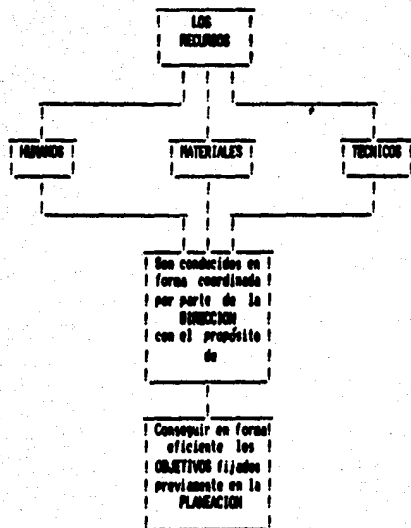 LOS
RECURSOS
HUMANOS MATERIALES TECNICOS
Son conducidos en
forma coordinada
por parte de la
DIRECCION
con el propósito
de
Conseguir en forma
eficiente los
OBJETIVOS fijados
previamente en la
PLANEACION